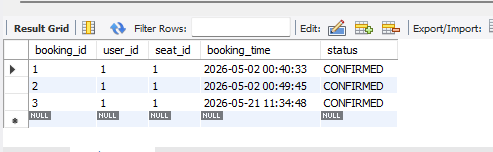 Result Grid Filter Rows: Edit: Export/Import:
booking_id user_id seat_id booking_time status
1 1 1 2026-05-02 00:40:33 CONFIRMED
2 1 1 2026-05-02 00:49:45 CONFIRMED
3 1 1 2026-05-21 11:34:48 CONFIRMED
NULL NULL NULL NULL NULL